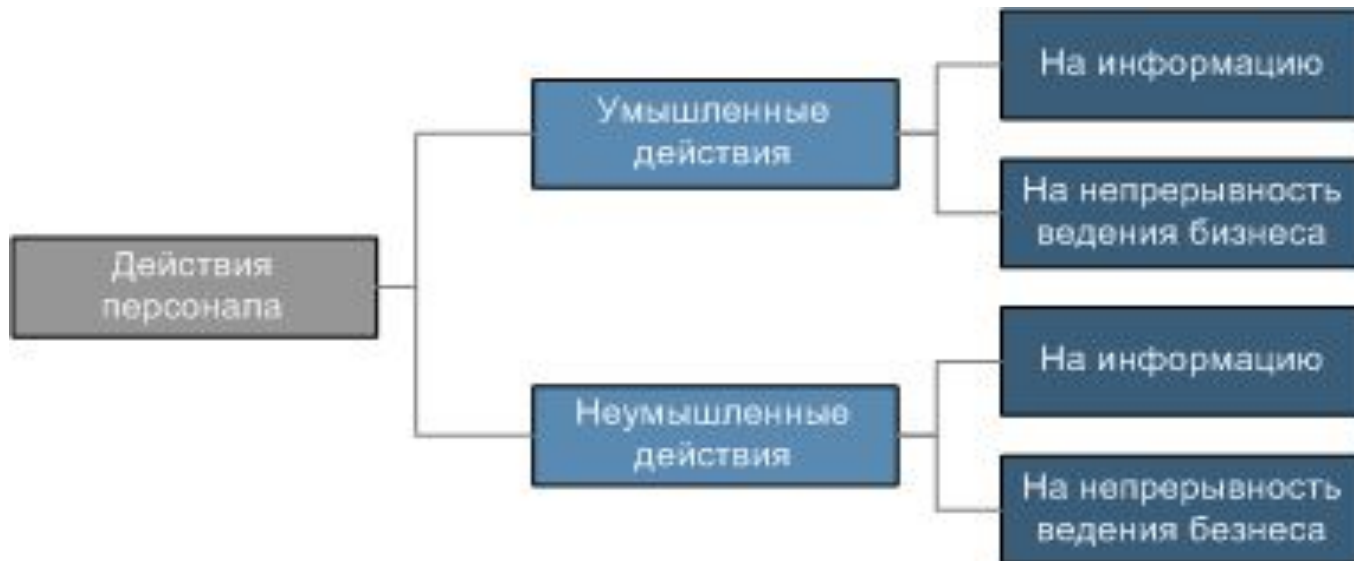 На информацию
Умышленные
действия
На непрерывность
ведения бизнеса
Действия
персонала
На информацию
Неумышленные
действия
На непрерывность
ведения безнеса